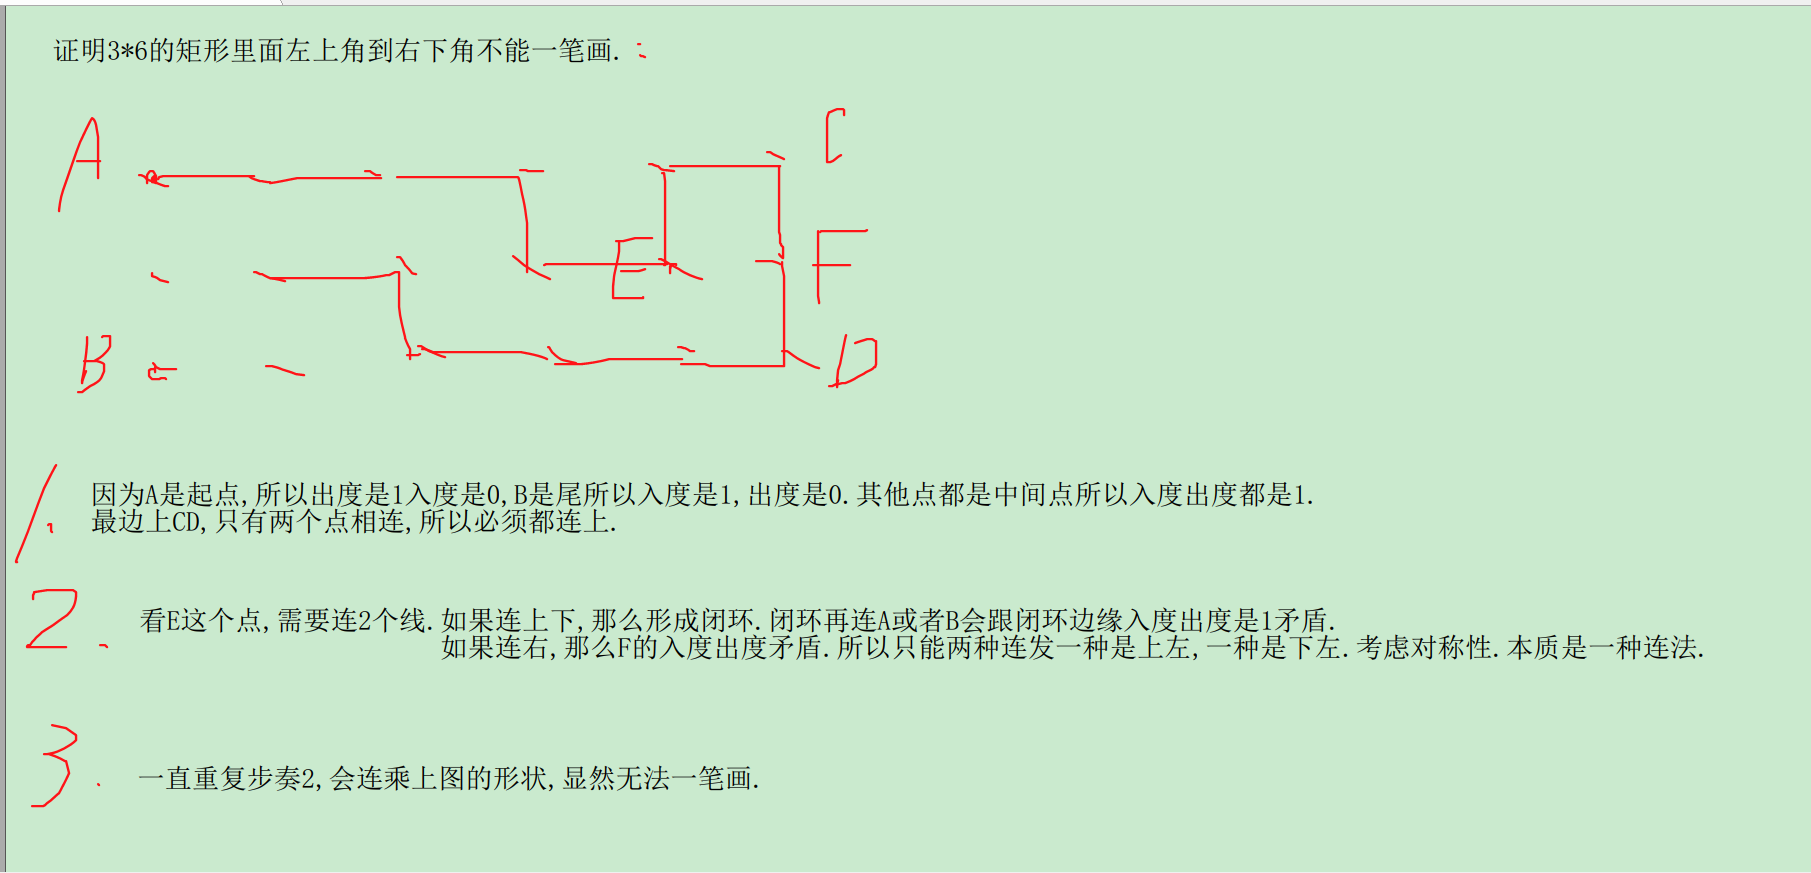 证明3*6的矩形里面左上角到右下角不能一笔画.
A
C
E
F
B
D
1.
因为A是起点,所以出度是1入度是0,B是尾所以入度是1,出度是0.其他点都是中间点所以入度出度都是1.
最边上CD,只有两个点相连,所以必须都连上.
2.
看E这个点,需要连2个线.如果连上下,那么形成闭环.闭环再连A或者B会跟闭环边缘入度出度是1矛盾.
如果连右,那么F的入度出度矛盾.所以只能两种连发一种是上左,一种是下左.考虑对称性.本质是一种连法.
3.
一直重复步奏2,会连乘上图的形状,显然无法一笔画.